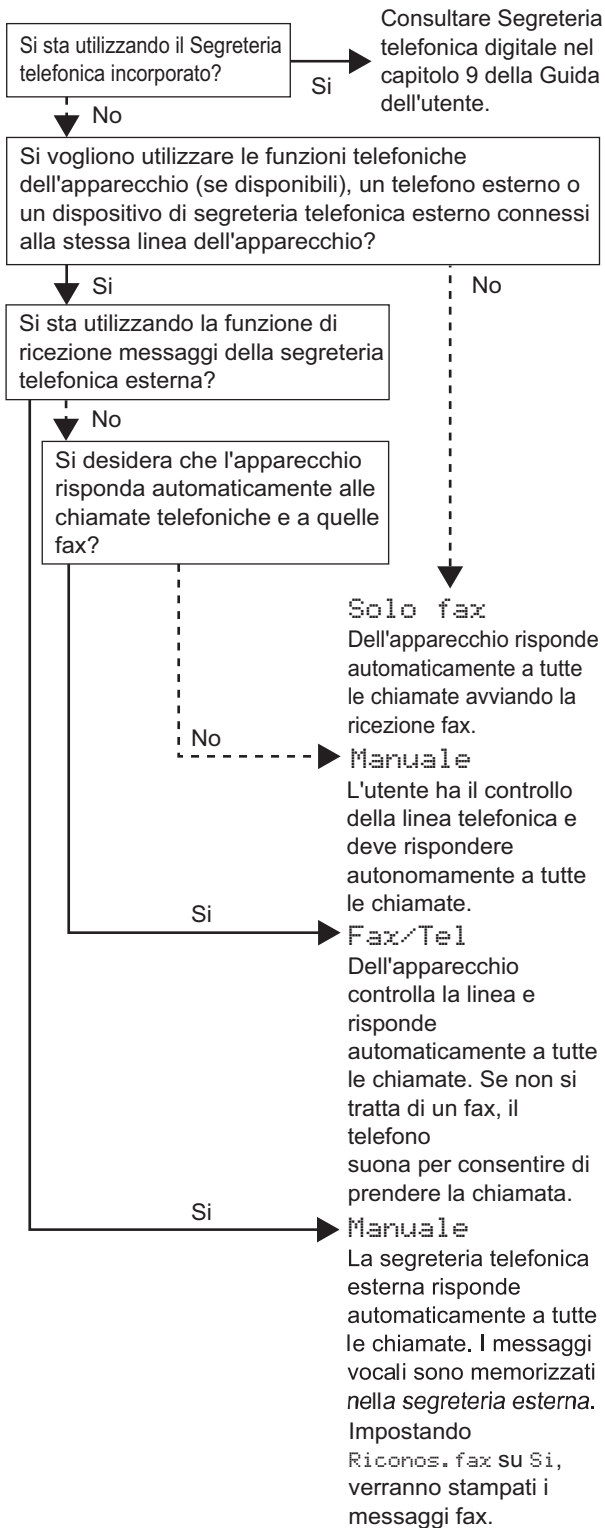 Si sta utilizzando il Segreteria
telefonica incorporato?
Si
Consultare Segreteria
telefonica digitale nel
capitolo 9 della Guida
dell'utente.
No
Si vogliono utilizzare le funzioni telefoniche
dell'apparecchio (se disponibili), un telefono esterno o
un dispositivo di segreteria telefonica esterno connessi
alla stessa linea dell'apparecchio?
Si
No
Si sta utilizzando la funzione di
ricezione messaggi della segreteria
telefonica esterna?
No
Si desidera che l'apparecchio
risponda automaticamente alle
chiamate telefoniche e a quelle
fax?
Solo fax
Dell'apparecchio risponde
automaticamente a tutte
le chiamate avviando la
ricezione fax.
No
Manuale
L'utente ha il controllo
della linea telefonica e
deve rispondere
autonomamente a tutte
le chiamate.
Si
Fax/Tel
Dell'apparecchio
controlla la linea e
risponde
automaticamente a tutte
le chiamate. Se non si
tratta di un fax, il
telefono
suona per consentire di
prendere la chiamata.
Si
Manuale
La segreteria telefonica
esterna risponde
automaticamente a tutte
le chiamate. I messaggi
vocali sono memorizzati
nella segreteria esterna.
Impostando
Riconos.fax su Si,
verranno stampati i
messaggi fax.